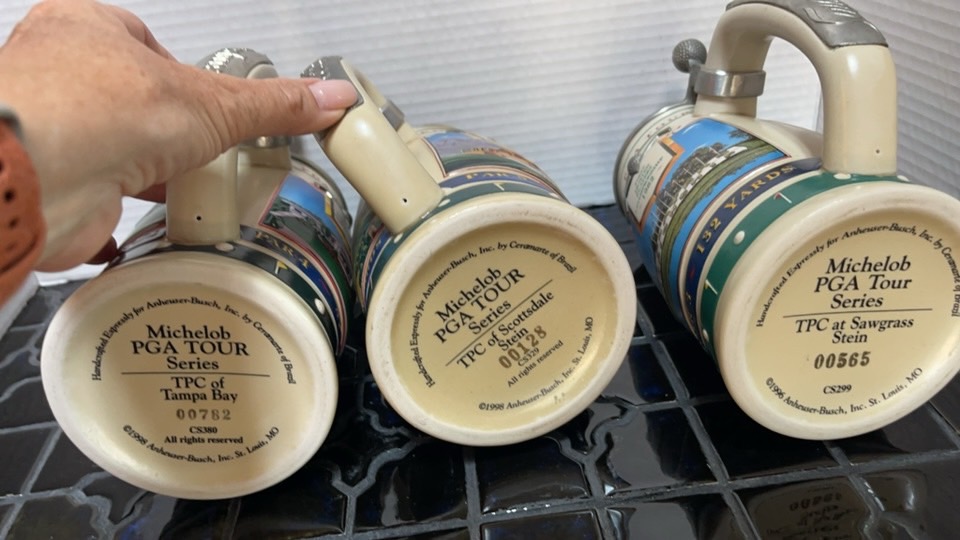 Handcrafted Expressly for Anheuser-Busch, Inc. by Ceramarte of Brazil
Michelob
PGA TOUR
Series
TPC of
Tampa Bay
00782
CS380
All rights reserved
©1998 Anheuser-Busch, Inc. St. Louis, MO
PAR
Handcrafted Expressly for Anheuser-Busch, Inc. by Ceramarte of Brazil
Michelob
PGA TOUR
Series
TPC of Scottsdale
Stein
00128
CS329
All rights reserved
©1998 Anheuser-Busch, Inc. St. Louis, MO
132 YARDS
Handcrafted Expressly for Anheuser-Busch, Inc. by Ceramarte of Brazil
Michelob
PGA Tour
Series
TPC at Sawgrass
Stein
00565
CS299
©1996 Anheuser-Busch, Inc. St. Louis, MO